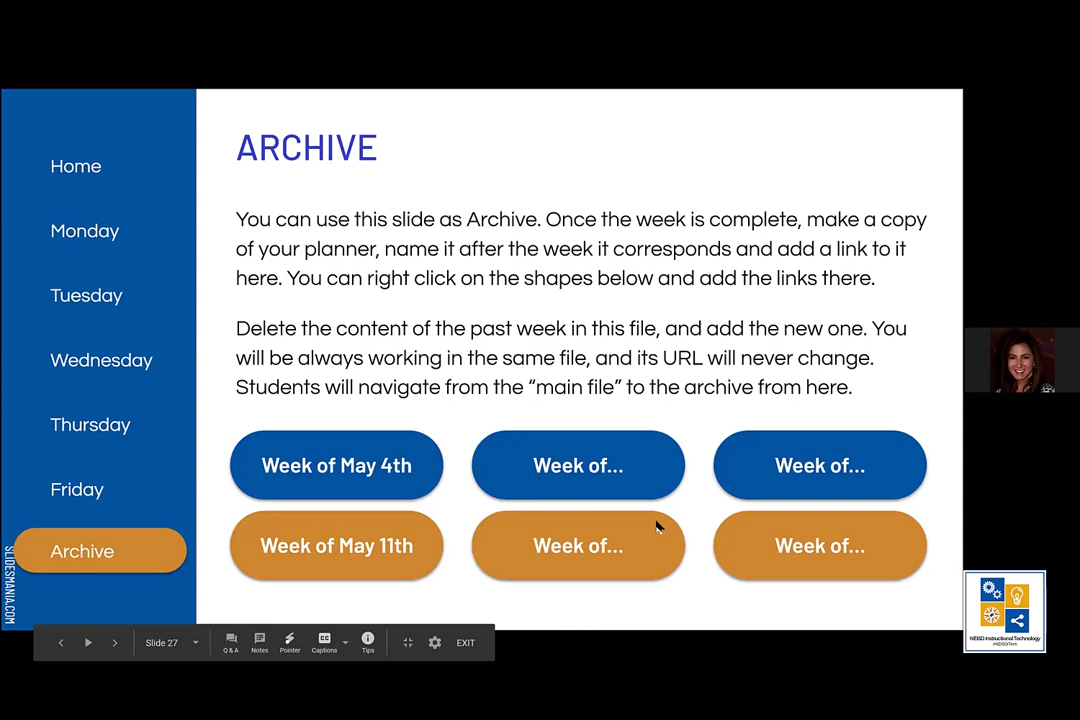 Home
Monday
Tuesday
Wednesday
Thursday
Friday
Archive
SLIDESMANIA.COM
ARCHIVE
You can use this slide as Archive. Once the week is complete, make a copy
of your planner, name it after the week it corresponds and add a link to it
here. You can right click on the shapes below and add the links there.
Delete the content of the past week in this file, and add the new one. You
will be always working in the same file, and its URL will never change.
Students will navigate from the “main file” to the archive from here.
Week of May 4th
Week of...
Week of...
Week of May 11th
Week of...
Week of...
NEISD Instructional Technology
#NEISDiTech
Slide 27
Q & A
Notes
Pointer
CC
Captions
Tips
EXIT